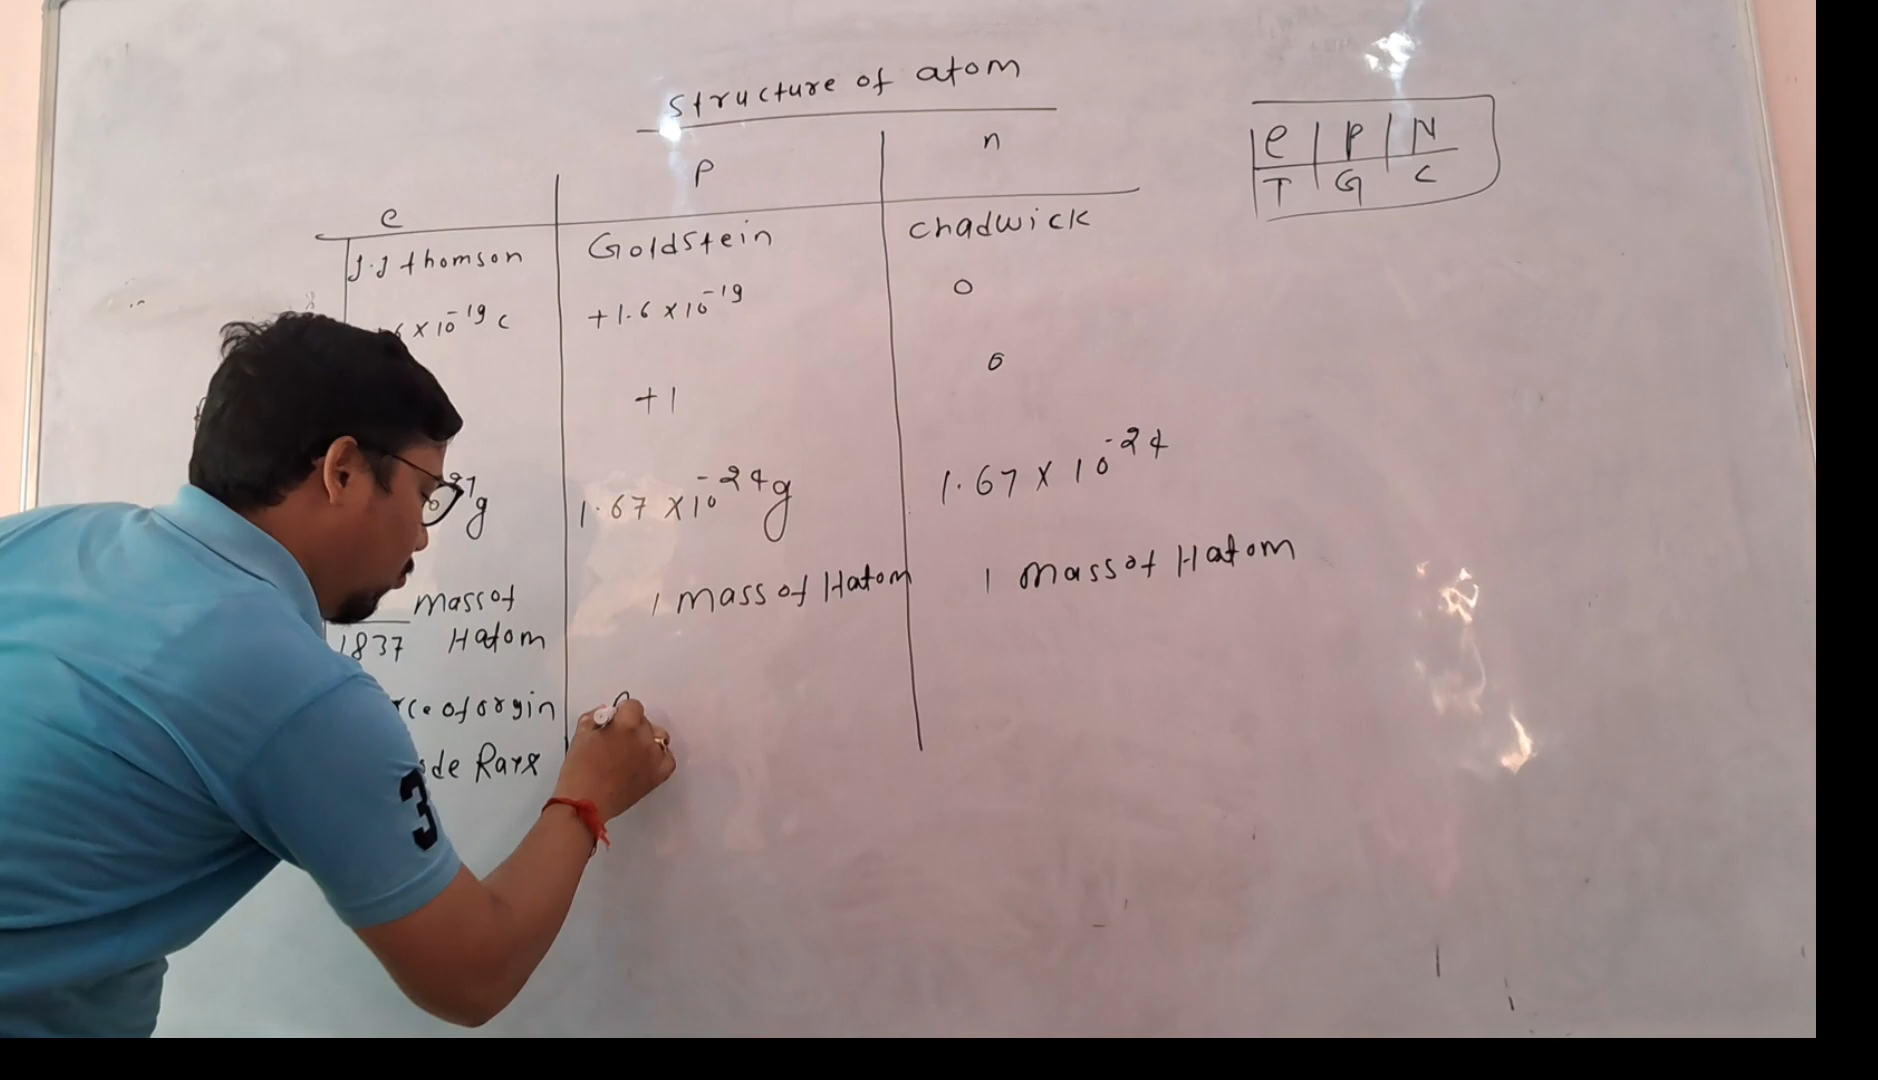 Structure of atom
e | P | n
e | P | N
T | G | C
J.J thomson | Goldstein | chadwick
6 × 10⁻¹⁹ c | +1.6 × 10⁻¹⁹ | 0
+1 | 0
g | 1.67 × 10⁻²⁴g | 1.67 × 10⁻²⁴
mass of | 1 mass of Hatom | 1 mass of Hatom
1837 Hatom
rce of orgin
de Rays
3